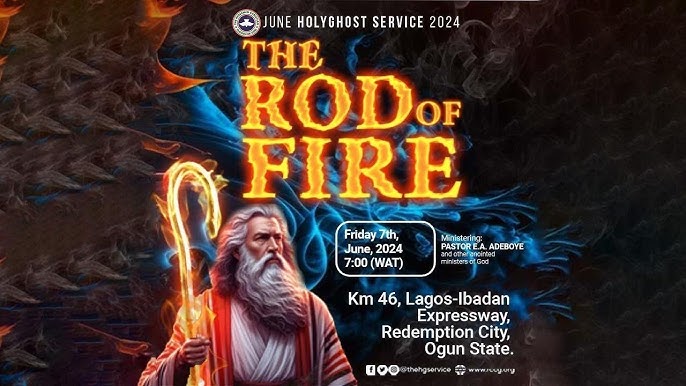 JUNE HOLYGHOST SERVICE 2024
THE
ROD OF
FIRE
Friday 7th,
June, 2024
7:00 (WAT)
Ministering:
PASTOR E.A. ADEBOYE
and other anointed
ministers of God
Km 46, Lagos-Ibadan
Expressway,
Redemption City,
Ogun State.
@thehgservice www.rccg.org